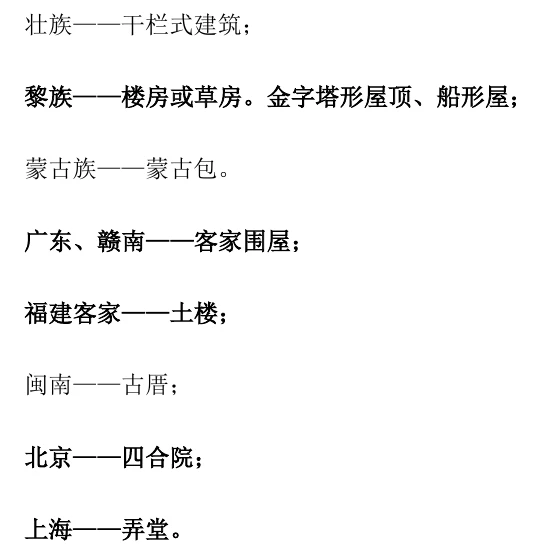 壮族——干栏式建筑；
黎族——楼房或草房。金字塔形屋顶、船形屋；
蒙古族——蒙古包。
广东、赣南——客家围屋；
福建客家——土楼；
闽南——古厝；
北京——四合院；
上海——弄堂。